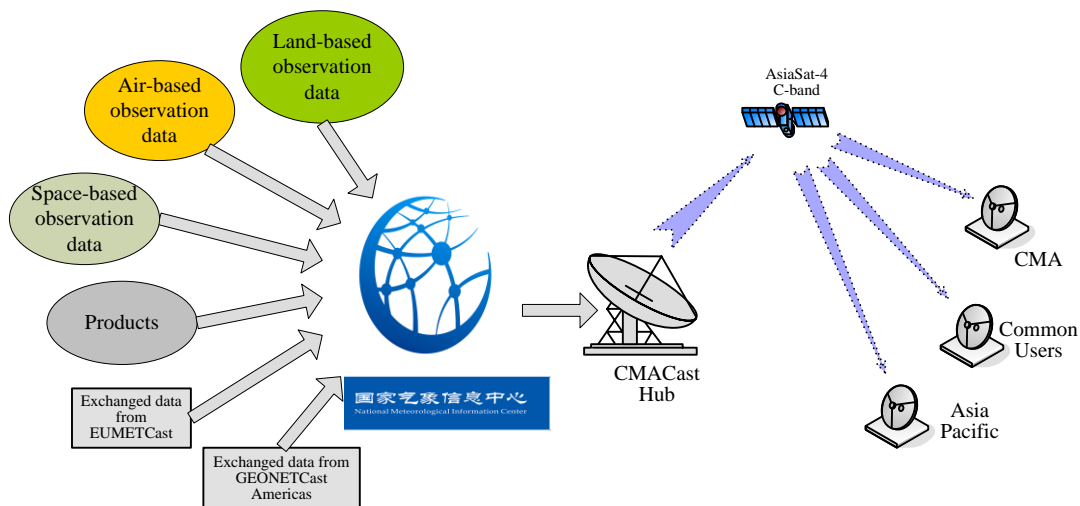 Land-based
observation
data
Air-based
observation
data
Space-based
observation
data
Products
Exchanged data
from
EUMETCast
Exchanged data from
GEONETCast
Americas
国家气象信息中心
National Meteorological Information Center
CMACast
Hub
AsiaSat-4
C-band
CMA
Common
Users
Asia
Pacific